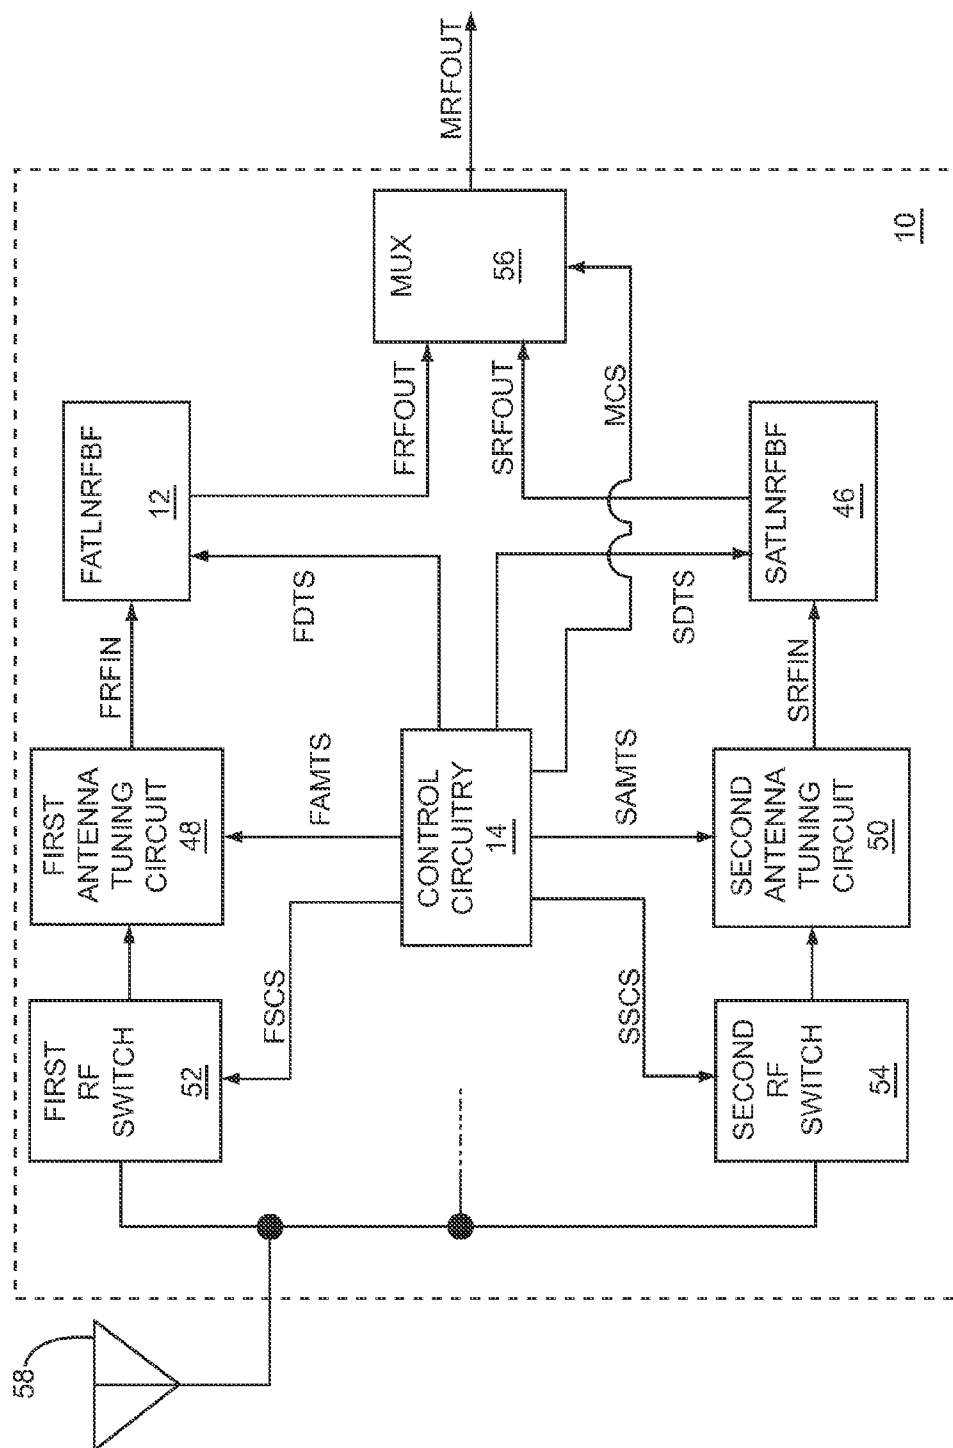 58
FIRST
RF
SWITCH
52
FIRST
ANTENNA
TUNING
CIRCUIT
48
FRFIN
FATLNRFBF
12
FSCS
FAMTS
FDTS
FRFOUT
MUX
56
MRFOUT
CONTROL
CIRCUITRY
14
SRFOUT
MCS
SSCS
SAMTS
SDTS
SECOND
RF
SWITCH
54
SECOND
ANTENNA
TUNING
CIRCUIT
50
SRFIN
SATLNRFBF
46
10